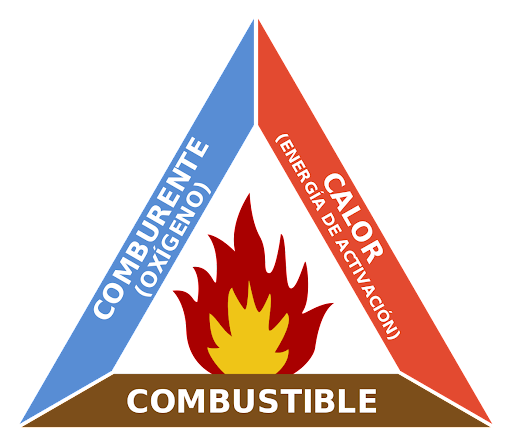 COMBURENTE
(OXÍGENO)
CALOR
(ENERGÍA DE ACTIVACIÓN)
COMBUSTIBLE